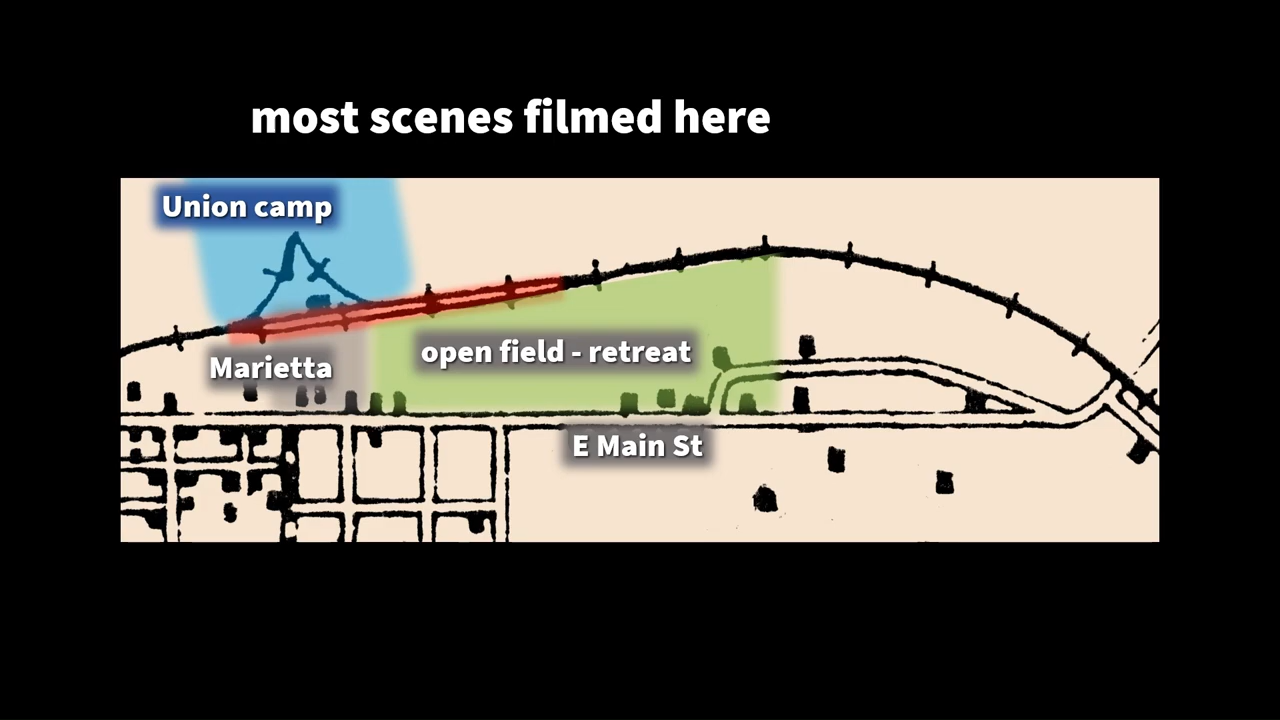 most scenes filmed here
Union camp
open field - retreat
Marietta
E Main St